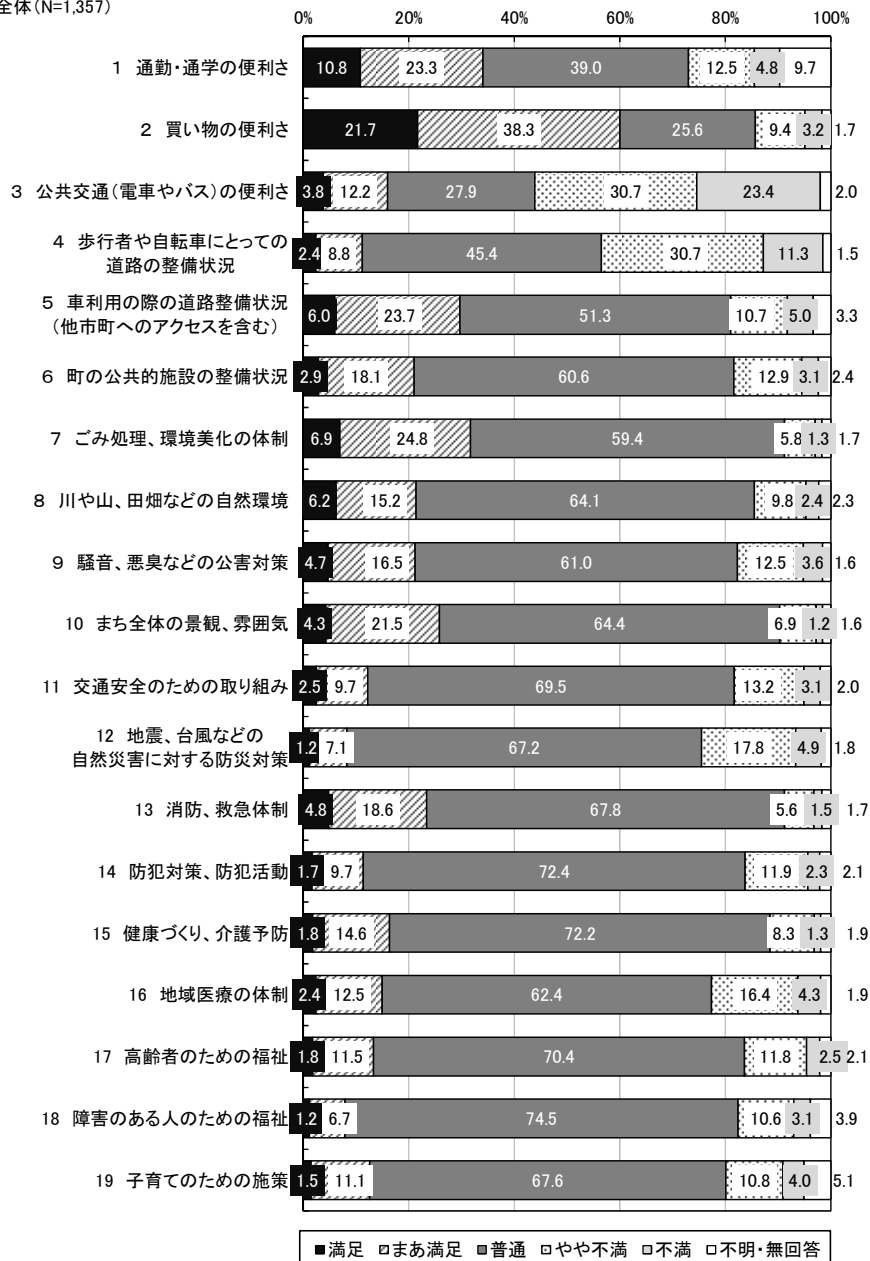 全体(N=1,357)
0% 20% 40% 60% 80% 100%
1 通勤・通学の便利さ 10.8 23.3 39.0 12.5 4.8 9.7
2 買い物の便利さ 21.7 38.3 25.6 9.4 3.2 1.7
3 公共交通(電車やバス)の便利さ 3.8 12.2 27.9 30.7 23.4 2.0
4 歩行者や自転車にとっての
道路の整備状況 2.4 8.8 45.4 30.7 11.3 1.5
5 車利用の際の道路整備状況
(他市町へのアクセスを含む) 6.0 23.7 51.3 10.7 5.0 3.3
6 町の公共的施設の整備状況 2.9 18.1 60.6 12.9 3.1 2.4
7 ごみ処理、環境美化の体制 6.9 24.8 59.4 5.8 1.3 1.7
8 川や山、田畑などの自然環境 6.2 15.2 64.1 9.8 2.4 2.3
9 騒音、悪臭などの公害対策 4.7 16.5 61.0 12.5 3.6 1.6
10 まち全体の景観、雰囲気 4.3 21.5 64.4 6.9 1.2 1.6
11 交通安全のための取り組み 2.5 9.7 69.5 13.2 3.1 2.0
12 地震、台風などの
自然災害に対する防災対策 1.2 7.1 67.2 17.8 4.9 1.8
13 消防、救急体制 4.8 18.6 67.8 5.6 1.5 1.7
14 防犯対策、防犯活動 1.7 9.7 72.4 11.9 2.3 2.1
15 健康づくり、介護予防 1.8 14.6 72.2 8.3 1.3 1.9
16 地域医療の体制 2.4 12.5 62.4 16.4 4.3 1.9
17 高齢者のための福祉 1.8 11.5 70.4 11.8 2.5 2.1
18 障害のある人のための福祉 1.2 6.7 74.5 10.6 3.1 3.9
19 子育てのための施策 1.5 11.1 67.6 10.8 4.0 5.1
満足 まあ満足 普通 やや不満 不満 不明・無回答